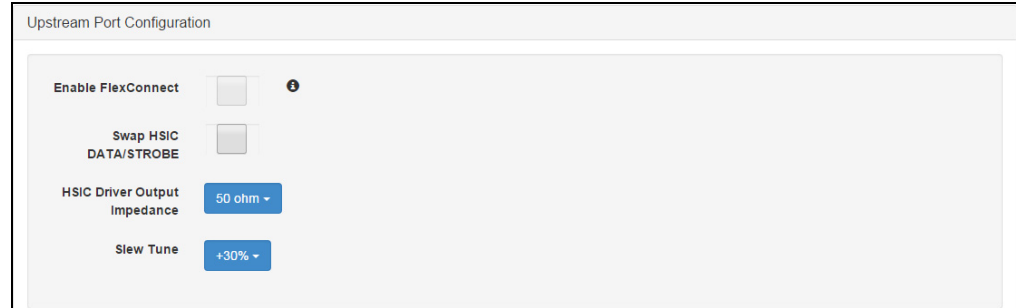 Upstream Port Configuration
Enable FlexConnect
Swap HSIC
DATA/STROBE
HSIC Driver Output
Impedance
50 ohm
Slew Tune
+30%